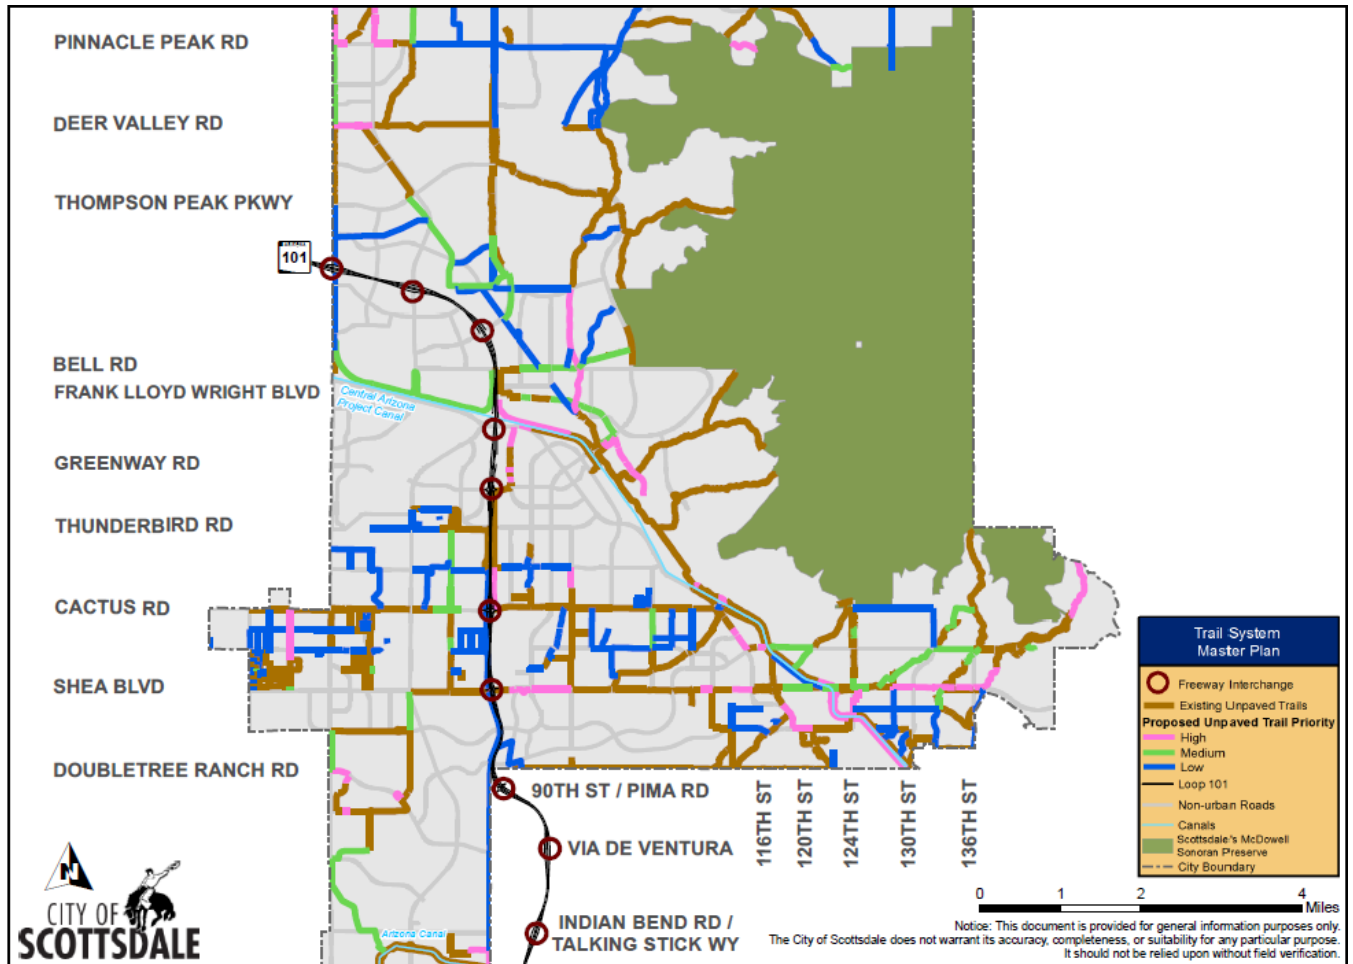 PINNACLE PEAK RD
DEER VALLEY RD
THOMPSON PEAK PKWY
101
BELL RD
FRANK LLOYD WRIGHT BLVD
Central Arizona
Project Canal
GREENWAY RD
THUNDERBIRD RD
CACTUS RD
SHEA BLVD
DOUBLETREE RANCH RD
90TH ST / PIMA RD
VIA DE VENTURA
INDIAN BEND RD /
TALKING STICK WY
116TH ST
120TH ST
124TH ST
130TH ST
136TH ST
Arizona Canal
Trail System
Master Plan
Freeway Interchange
Existing Unpaved Trails
Proposed Unpaved Trail Priority
High
Medium
Low
Loop 101
Non-urban Roads
Canals
Scottsdale's McDowell
Sonoran Preserve
City Boundary
N
CITY OF
SCOTTSDALE
0 1 2 4
Miles
Notice: This document is provided for general information purposes only.
The City of Scottsdale does not warrant its accuracy, completeness, or suitability for any particular purpose.
It should not be relied upon without field verification.